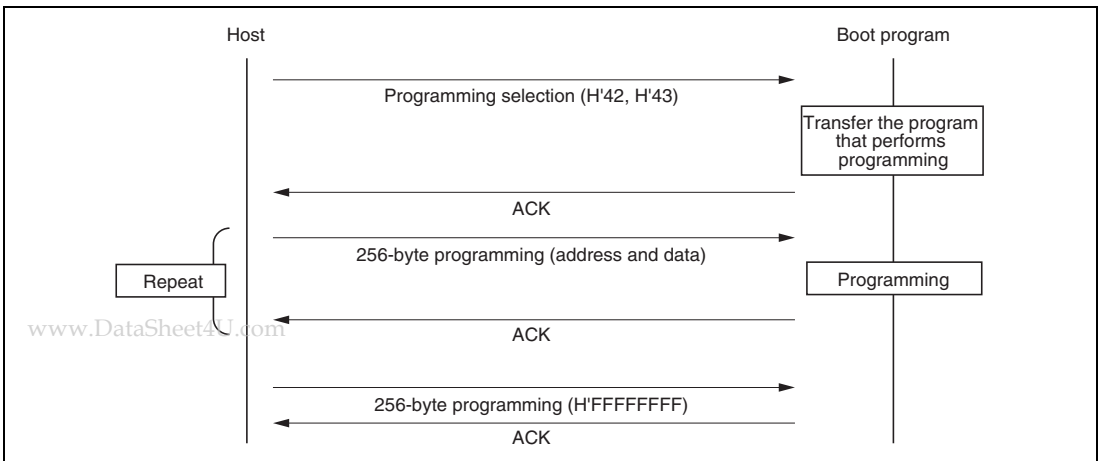 Host
Boot program
Programming selection (H'42, H'43)
Transfer the program
that performs
programming
ACK
256-byte programming (address and data)
Repeat
Programming
www.DataSheet4U.com
ACK
256-byte programming (H'FFFFFFFF)
ACK